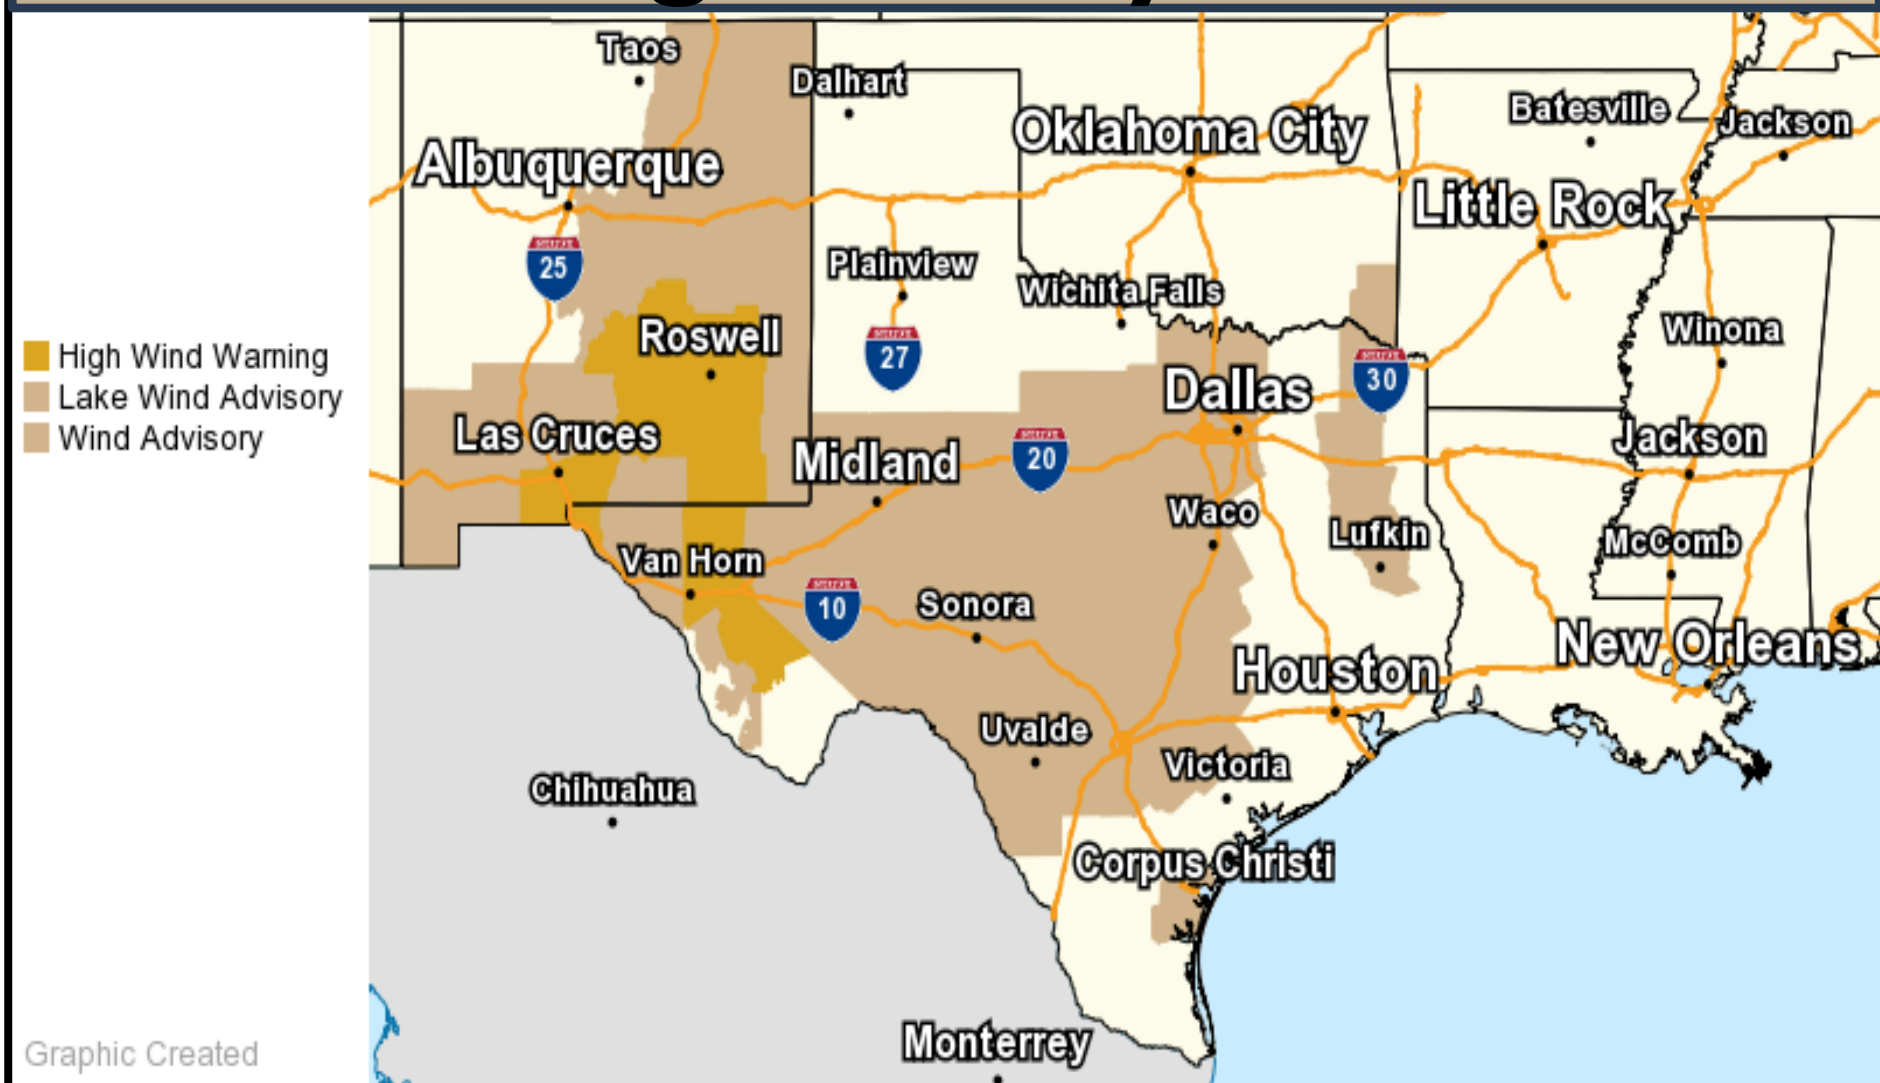 Taos
Dalhart
Oklahoma City
Batesville
Jackson
Albuquerque
Little Rock
25
Plainview
Wichita Falls
Roswell
27
Winona
High Wind Warning
Lake Wind Advisory
Wind Advisory
Dallas
30
Las Cruces
Midland
20
Jackson
Waco
Lufkin
McComb
Van Horn
10
Sonora
Houston
New Orleans
Uvalde
Victoria
Chihuahua
Corpus Christi
Graphic Created
Monterrey